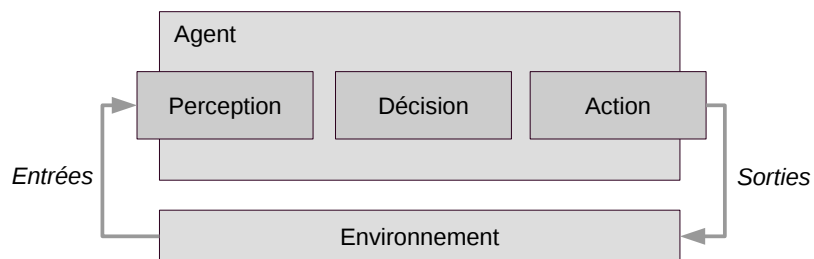 Agent
Perception
Décision
Action
Entrées
Sorties
Environnement